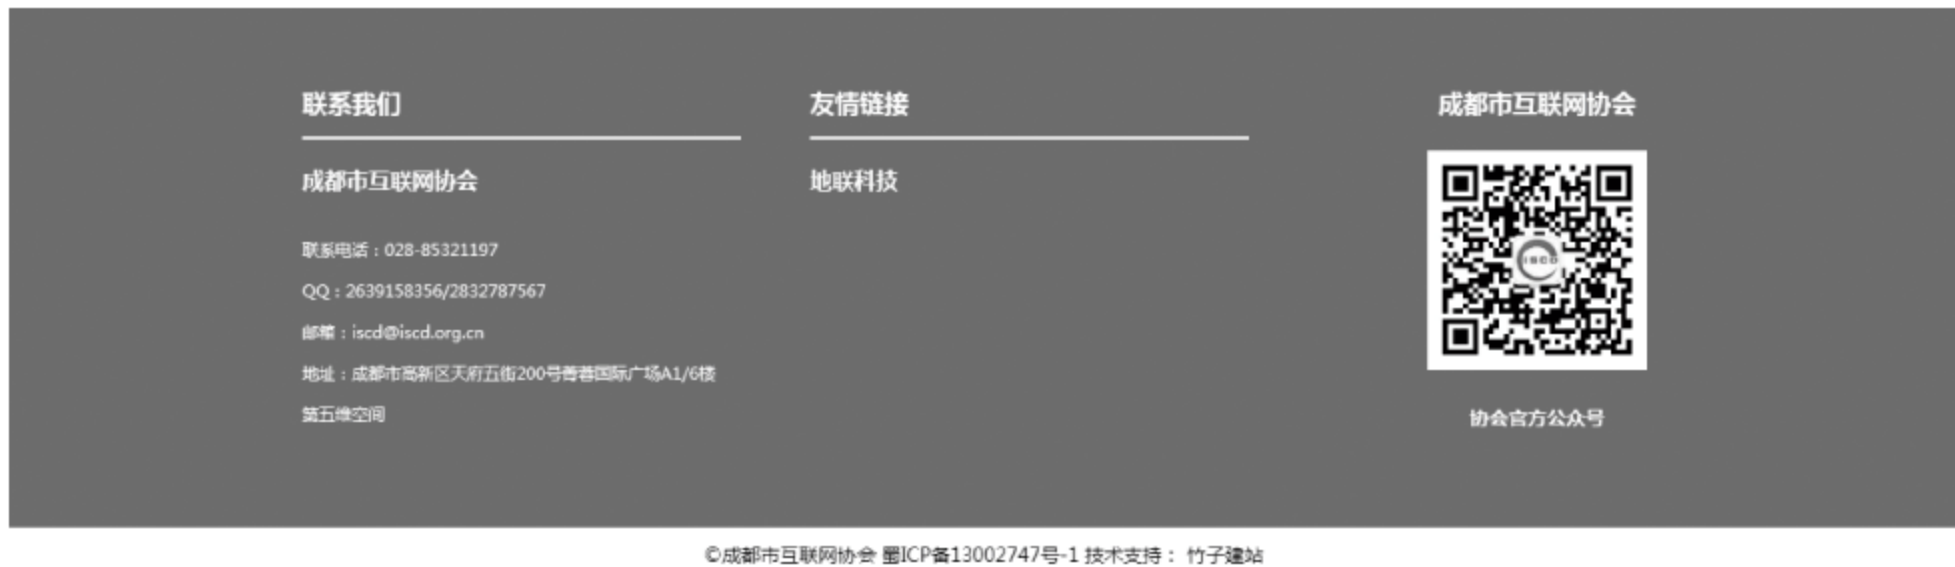 联系我们
成都市互联网协会
联系电话：028-85321197
QQ：2639158356/2832787567
邮箱：iscd@iscd.org.cn
地址：成都市高新区天府五街200号菁蓉国际广场A1/6楼
第五维空间
友情链接
地联科技
成都市互联网协会
ISCD
协会官方公众号
©成都市互联网协会 蜀ICP备13002747号-1 技术支持： 竹子建站